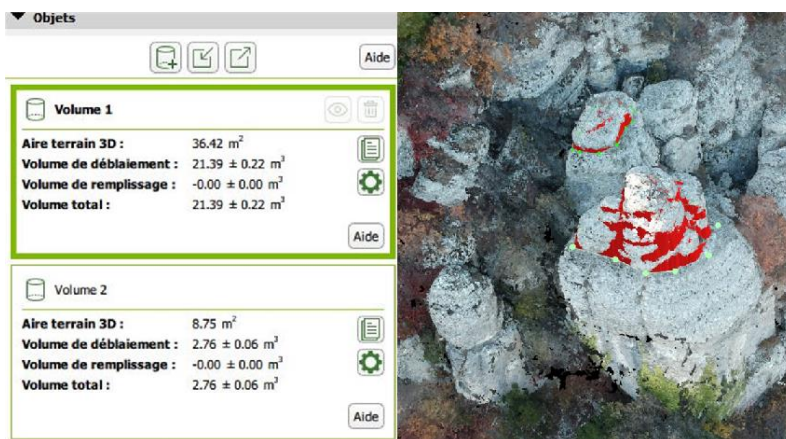 Objets
Aide
Volume 1
Aire terrain 3D : 36.42 m²
Volume de déblaiement : 21.39 ± 0.22 m³
Volume de remplissage : -0.00 ± 0.00 m³
Volume total : 21.39 ± 0.22 m³
Aide
Volume 2
Aire terrain 3D : 8.75 m²
Volume de déblaiement : 2.76 ± 0.06 m³
Volume de remplissage : -0.00 ± 0.00 m³
Volume total : 2.76 ± 0.06 m³
Aide